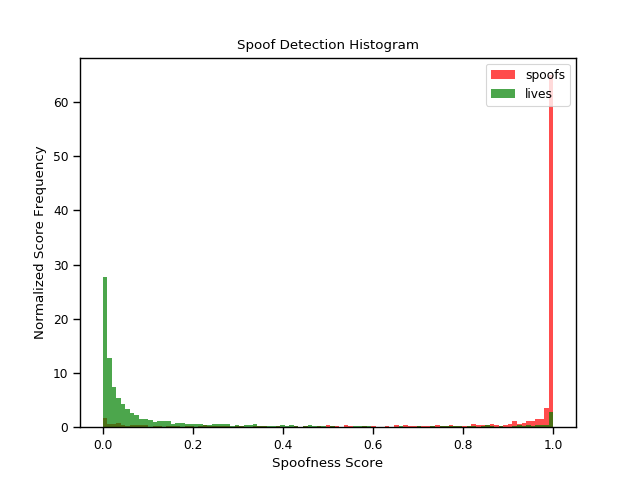 Spoof Detection Histogram
spoofs
lives
Normalized Score Frequency
60
50
40
30
20
10
0
0.0 0.2 0.4 0.6 0.8 1.0
Spoofness Score